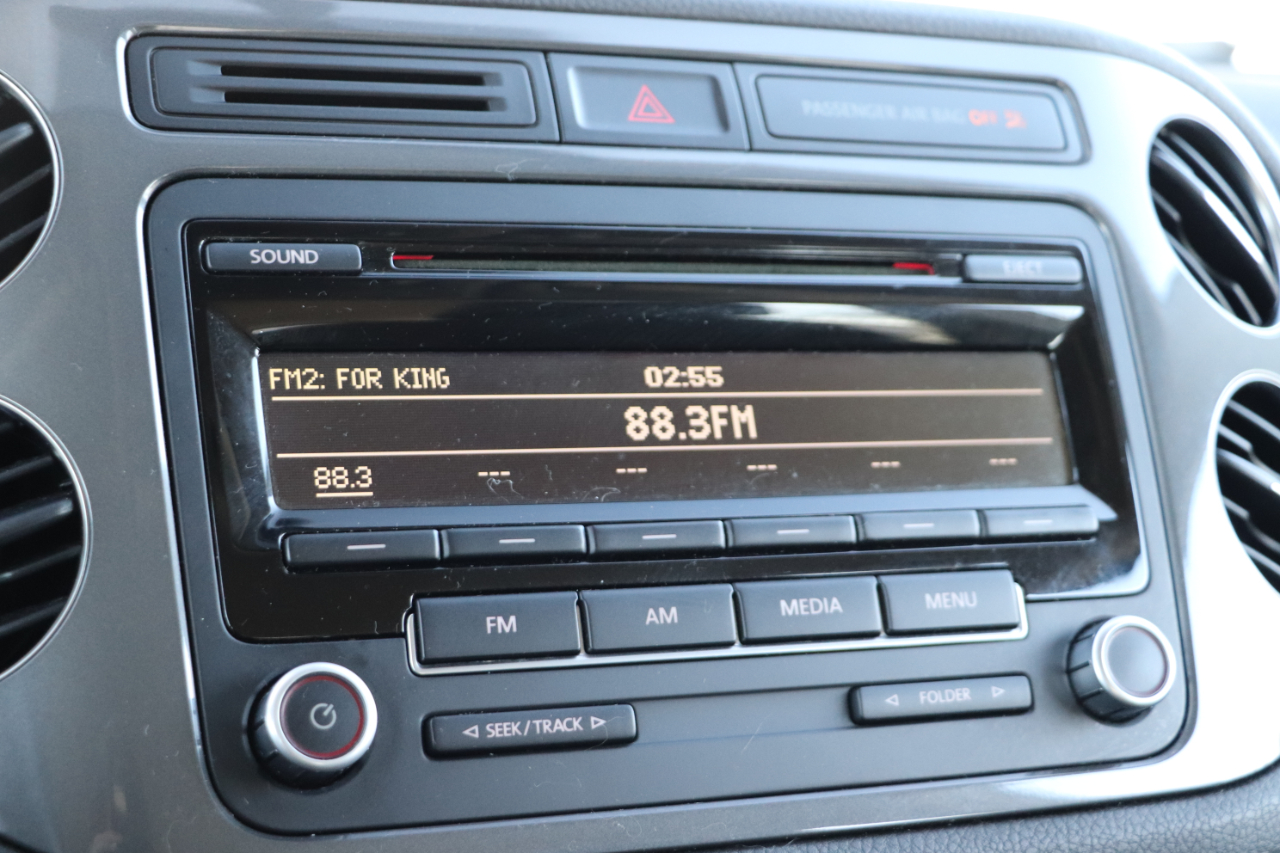 PASSENGER AIR BAG OFF
SOUND
EJECT
FM2: FOR KING 02:55
88.3FM
88.3 --- --- --- --- ---
FM AM MEDIA MENU
SEEK/TRACK
FOLDER